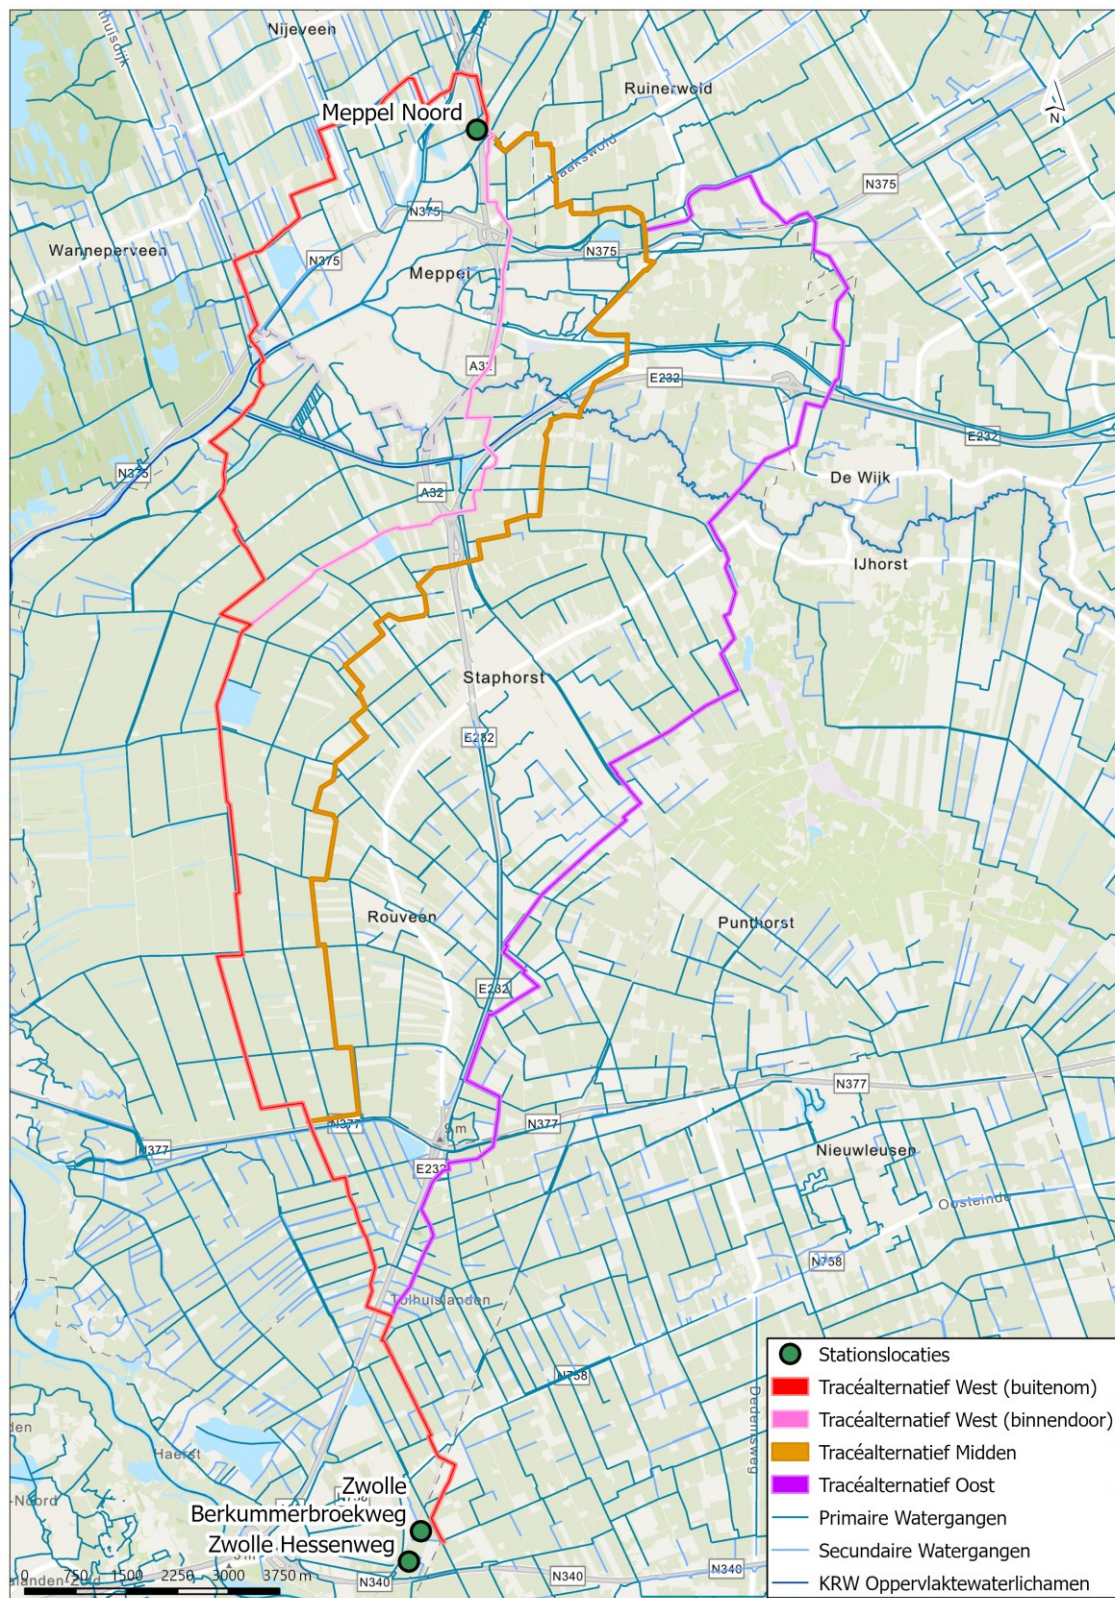 Nijeveen
Meppel Noord
Ruinerwold
N
N375
N375
Wanneperveen
N375
N375
Meppel
A32
E232
E232
N375
De Wijk
A32
IJhorst
Staphorst
E232
Rouveen
Punthorst
E232
N377
N377
N377
N377
Nieuwleusen
E232
Oosteinde
N758
Tolhuislanden
N758
Dedemsweg
Haerst
Zwolle
Berkummerbroekweg
Zwolle Hessenweg
N340
N340
N340
0 750 1500 2250 3000 3750 m
Stationslocaties
Tracéalternatief West (buitenom)
Tracéalternatief West (binnendoor)
Tracéalternatief Midden
Tracéalternatief Oost
Primaire Watergangen
Secundaire Watergangen
KRW Oppervlaktewaterlichamen